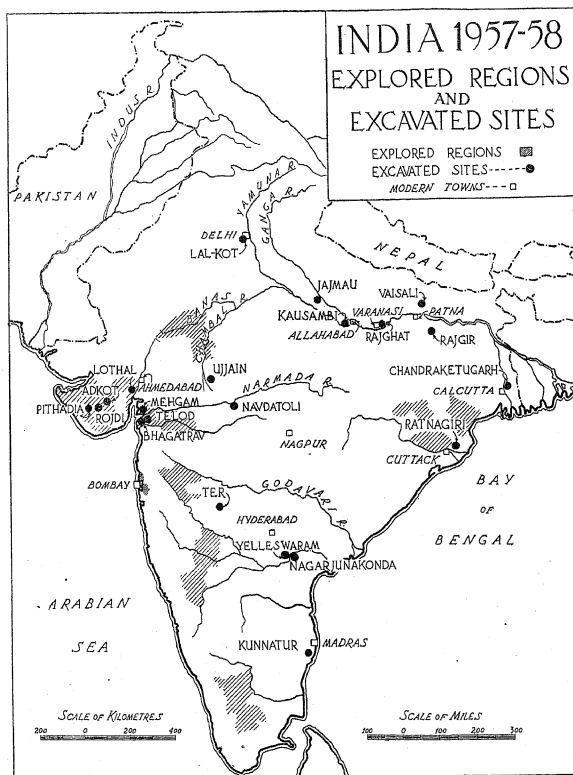 INDIA 1957-58
EXPLORED REGIONS
AND
EXCAVATED SITES
EXPLORED REGIONS
EXCAVATED SITES
MODERN TOWNS
INDUS R
PAKISTAN
YAMUNA R
GANGA R.
DELHI
LAL-KOT
NEPAL
JAJMAU
VAISALI
BANAS R
CHAMBAL R
KAUSAMBI
VARANASI
PATNA
ALLAHABAD
RAJGHAT
RAJGIR
LOTHAL
UJJAIN
CHANDRAKETUGARH
ADKOT
AHMEDABAD
NARMADA R
CALCUTTA
MEHGAM
PITHADIA
ROJDI
TELOD
NAVDATOLI
BHAGATRAV
RATNAGIRI
NAGPUR
CUTTACK
BOMBAY
TER
GODAVARI R
BAY
OF
BENGAL
HYDERABAD
YELLESWARAM
NAGARJUNAKONDA
ARABIAN
SEA
KUNNATUR
MADRAS
SCALE OF KILOMETRES
200 0 200 400
SCALE OF MILES
100 0 100 300